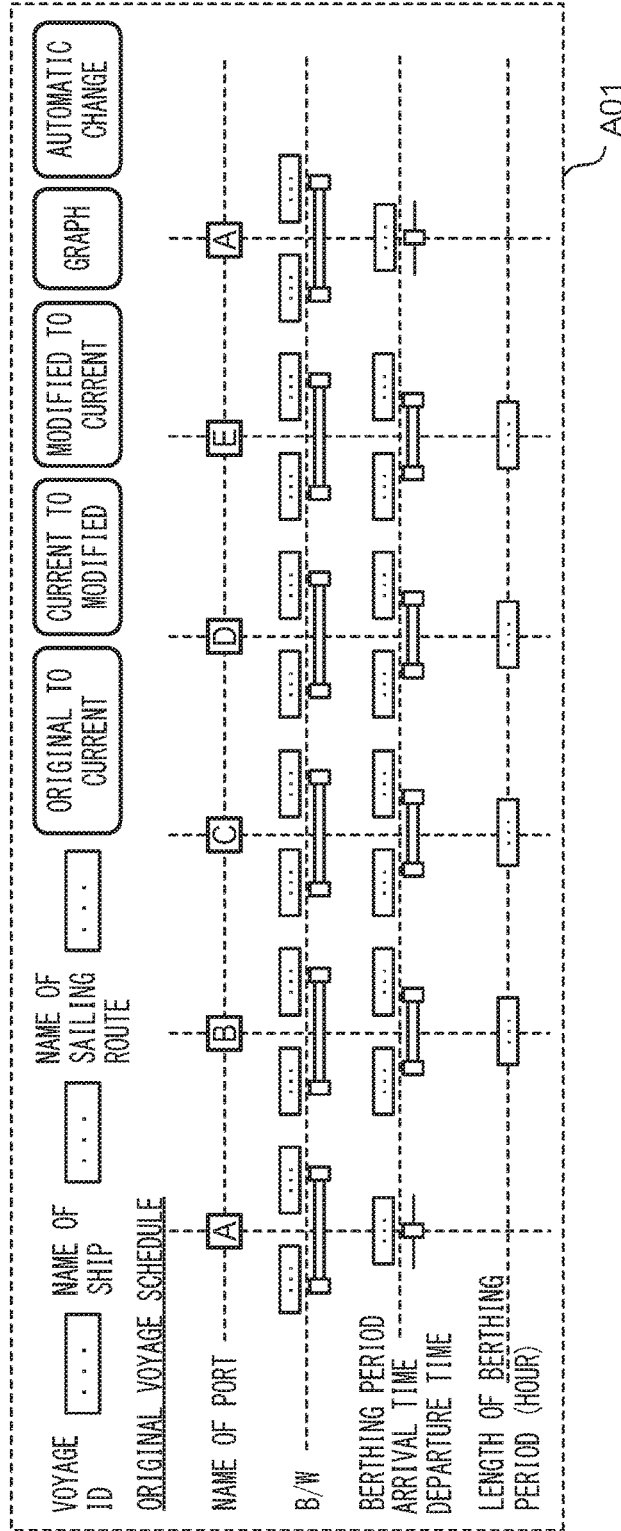 VOYAGE
ID
...
NAME OF
SHIP
...
NAME OF
SAILING
ROUTE
...
ORIGINAL TO
CURRENT
CURRENT TO
MODIFIED
MODIFIED TO
CURRENT
GRAPH
AUTOMATIC
CHANGE
ORIGINAL VOYAGE SCHEDULE
NAME OF PORT
A B C D E A
B/W
... ... ... ... ... ... ... ... ... ... ... ...
BERTHING PERIOD
ARRIVAL TIME
DEPARTURE TIME
... ... ... ... ... ... ... ... ... ...
LENGTH OF BERTHING
PERIOD (HOUR)
... ... ... ...
A01